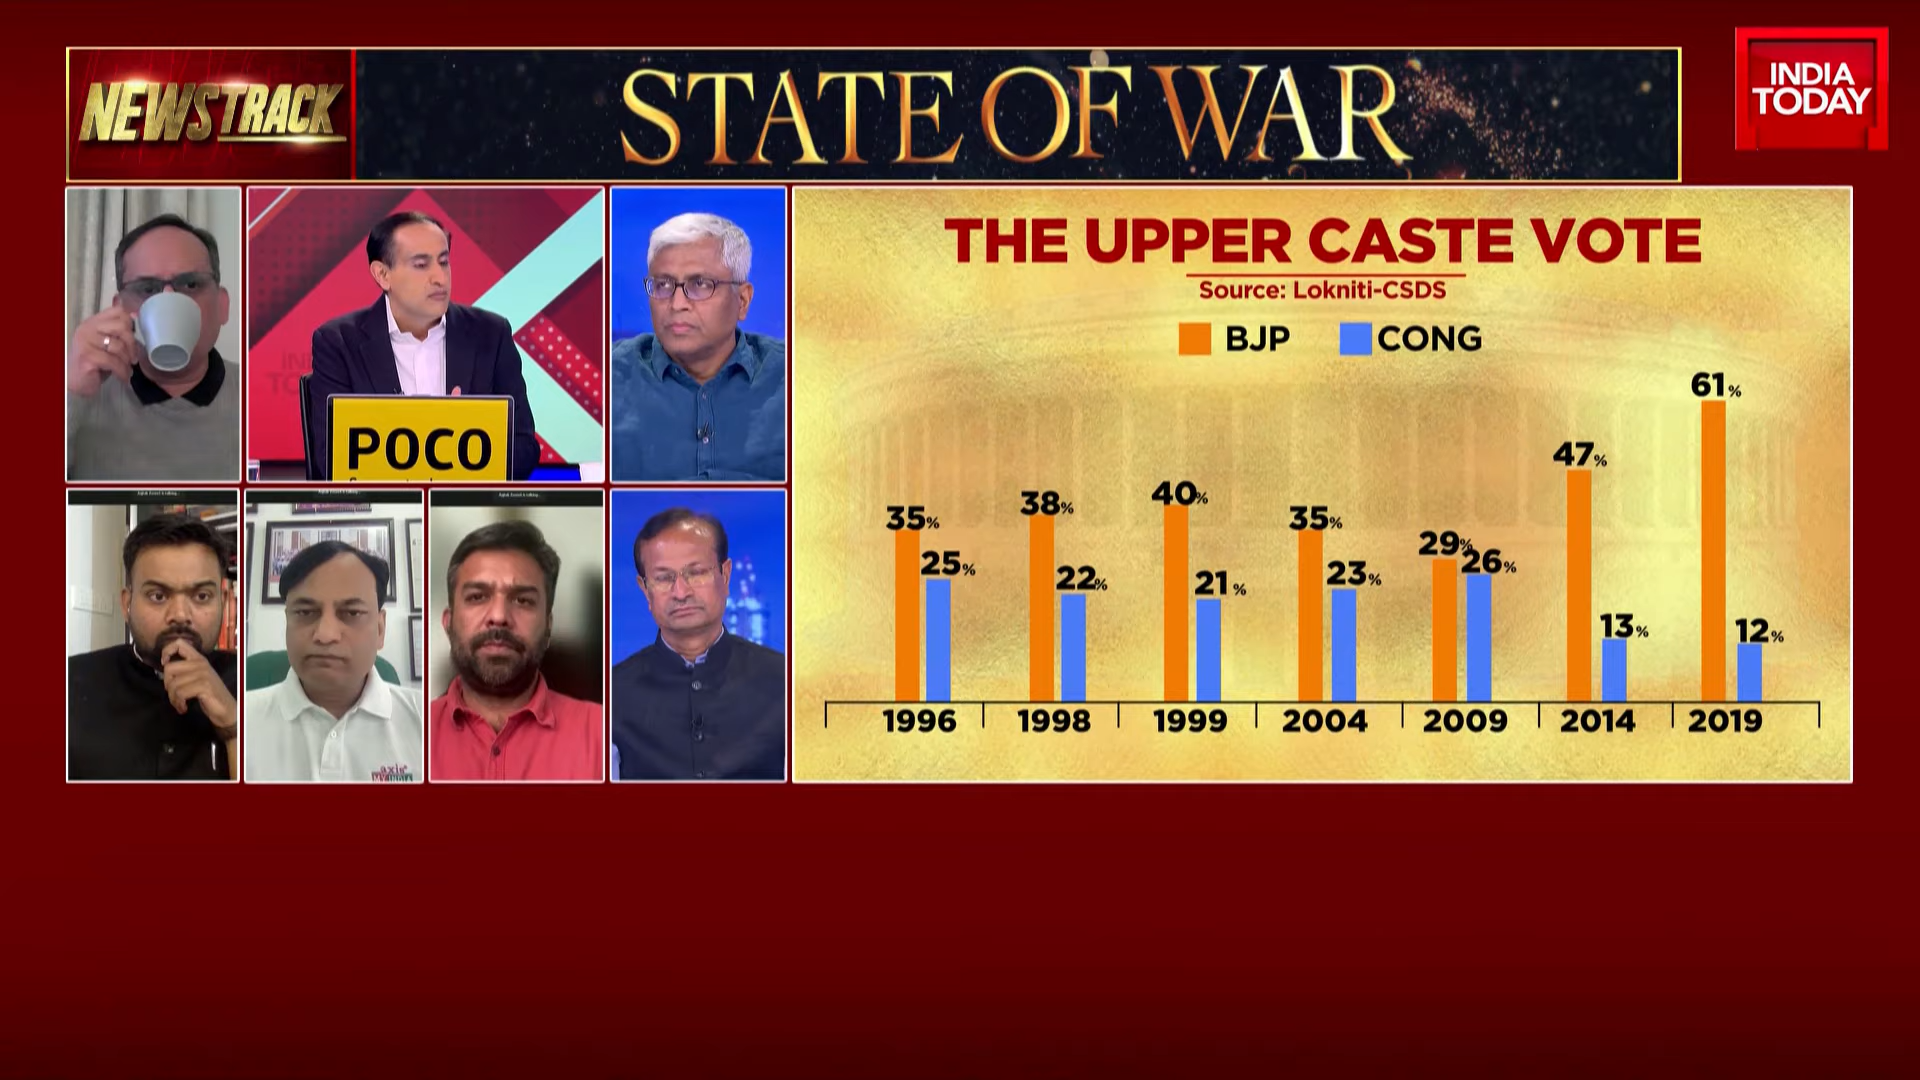 NEWSTRACK
STATE OF WAR
INDIA
TODAY
POCO
axis
THE UPPER CASTE VOTE
Source: Lokniti-CSDS
BJP CONG
35% 25% 38% 22% 40% 21% 35% 23% 29% 26% 47% 13% 61% 12%
1996 1998 1999 2004 2009 2014 2019